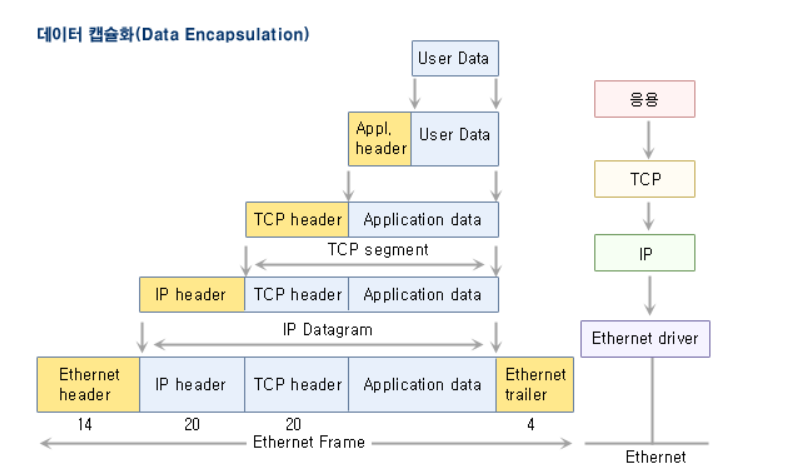 데이터 캡슐화(Data Encapsulation)
User Data
Appl.
header
User Data
TCP header
Application data
TCP segment
IP header
TCP header
Application data
IP Datagram
Ethernet
header
IP header
TCP header
Application data
Ethernet
trailer
14
20
20
4
Ethernet Frame
응용
TCP
IP
Ethernet driver
Ethernet